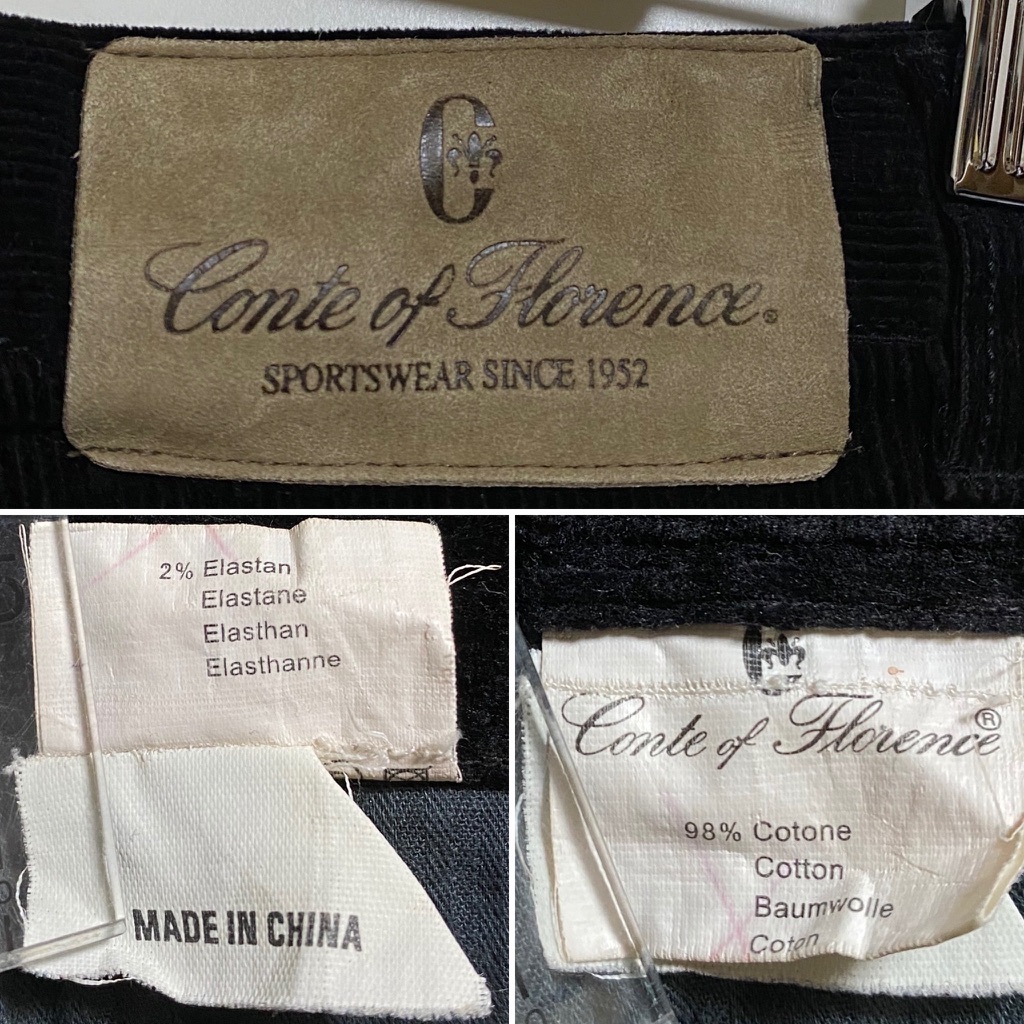 C
Conte of Florence®
SPORTSWEAR SINCE 1952
2% Elastan
Elastane
Elasthan
Elasthanne
MADE IN CHINA
Conte of Florence®
98% Cotone
Cotton
Baumwolle
Coton